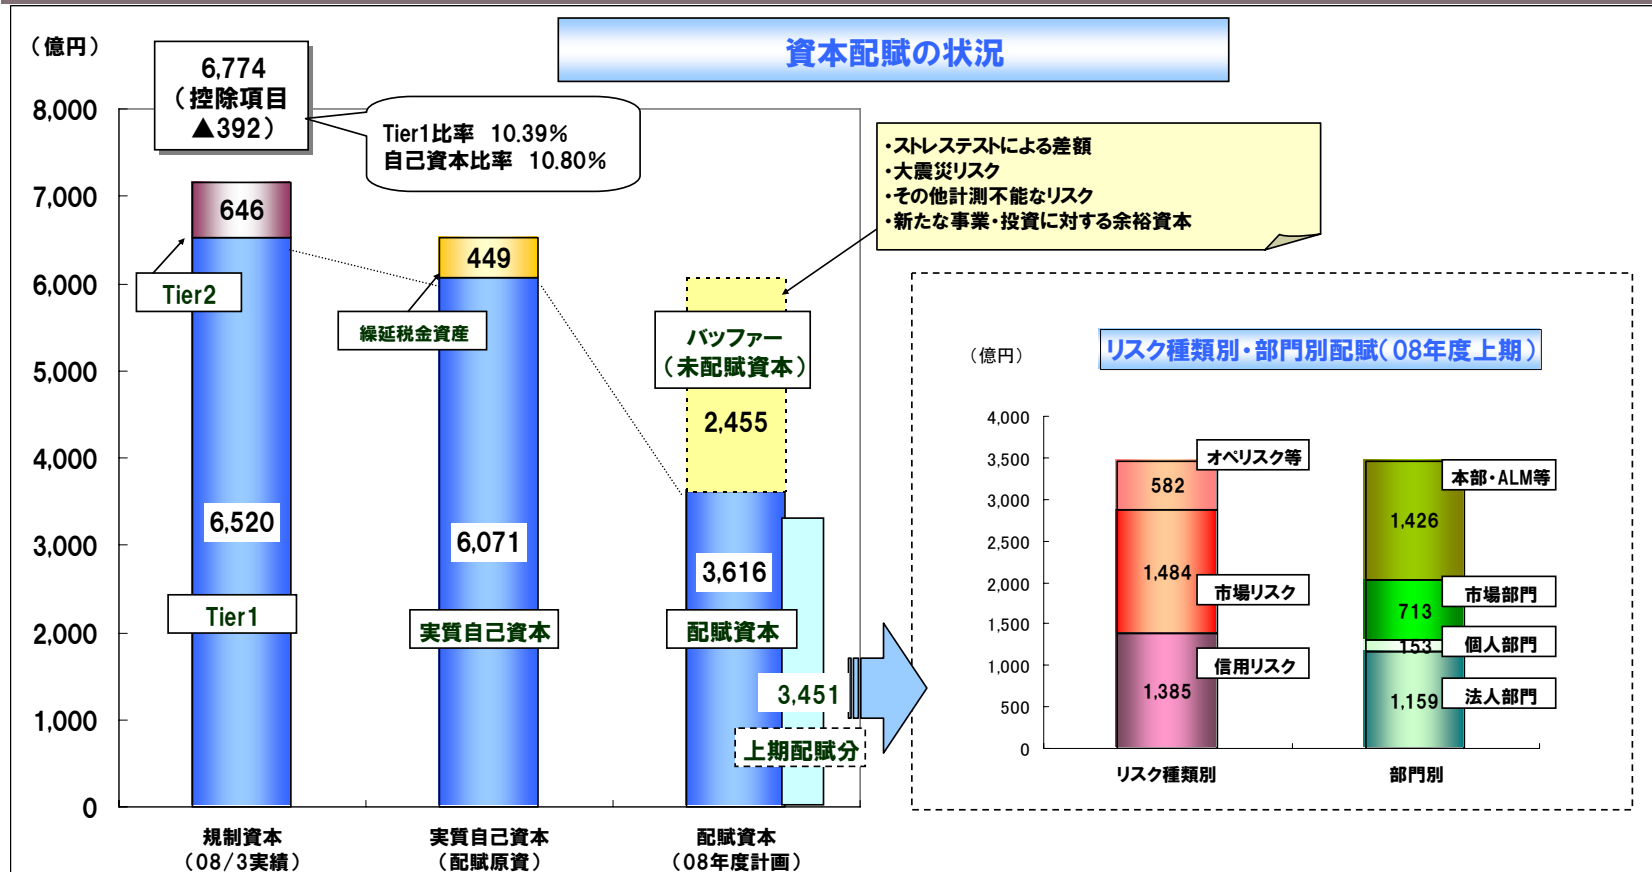 資本配賦の状況
（億円）
6,774
（控除項目
▲392）
Tier1比率 10.39%
自己資本比率 10.80%
・ストレステストによる差額
・大震災リスク
・その他計測不能なリスク
・新たな事業・投資に対する余裕資本
8,000
7,000
6,000
5,000
4,000
3,000
2,000
1,000
0
646
Tier2
6,520
Tier1
449
繰延税金資産
6,071
実質自己資本
バッファー
（未配賦資本）
2,455
3,616
配賦資本
3,451
上期配賦分
規制資本
（08/3実績）
実質自己資本
（配賦原資）
配賦資本
（08年度計画）
リスク種類別・部門別配賦（08年度上期）
（億円）
4,000
3,500
3,000
2,500
2,000
1,500
1,000
500
0
オペリスク等
582
1,484
市場リスク
信用リスク
1,385
本部・ALM等
1,426
市場部門
713
個人部門
153
法人部門
1,159
リスク種類別
部門別